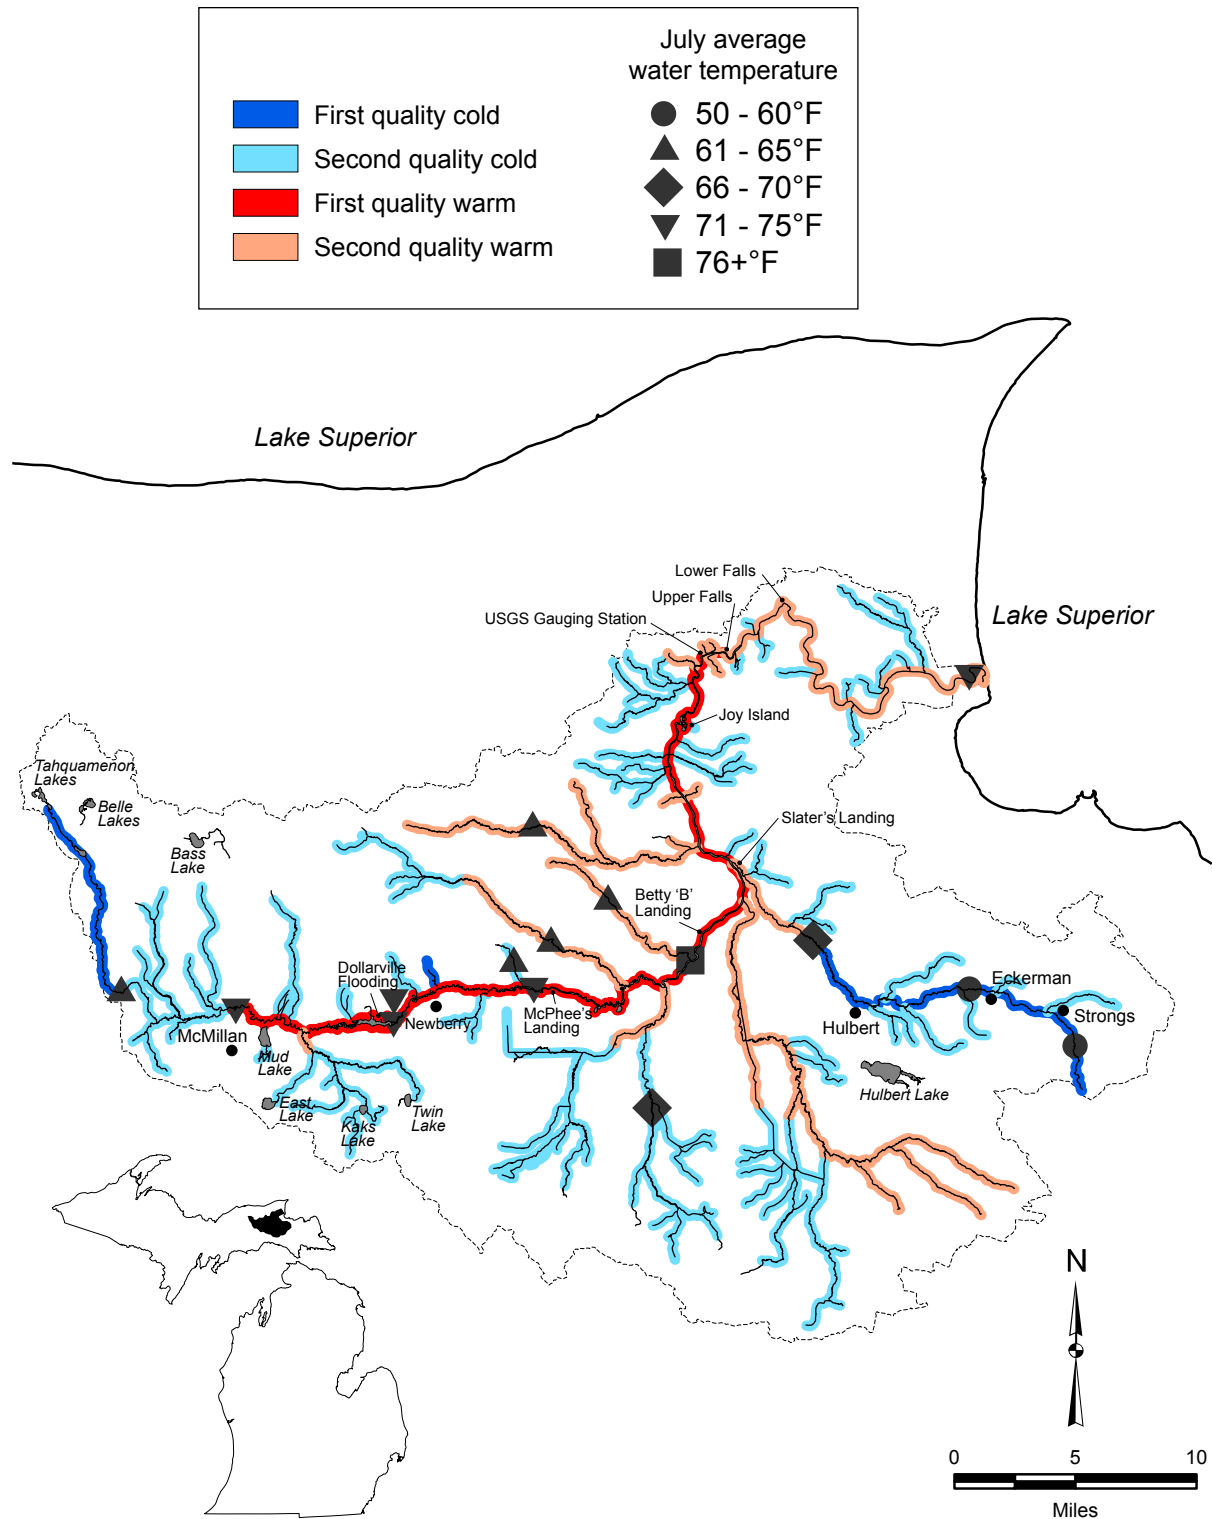 July average
water temperature
First quality cold
Second quality cold
First quality warm
Second quality warm
50 - 60°F
61 - 65°F
66 - 70°F
71 - 75°F
76+°F
Lake Superior
Lower Falls
Upper Falls
USGS Gauging Station
Lake Superior
Joy Island
Tahquamenon
Lakes
Belle
Lakes
Bass
Lake
Slater's Landing
Betty 'B'
Landing
Dollarville
Flooding
Newberry
McPhee's
Landing
McMillan
Mud
Lake
East
Lake
Kaks
Lake
Twin
Lake
Eckerman
Strongs
Hulbert
Hulbert Lake
N
0 5 10
Miles